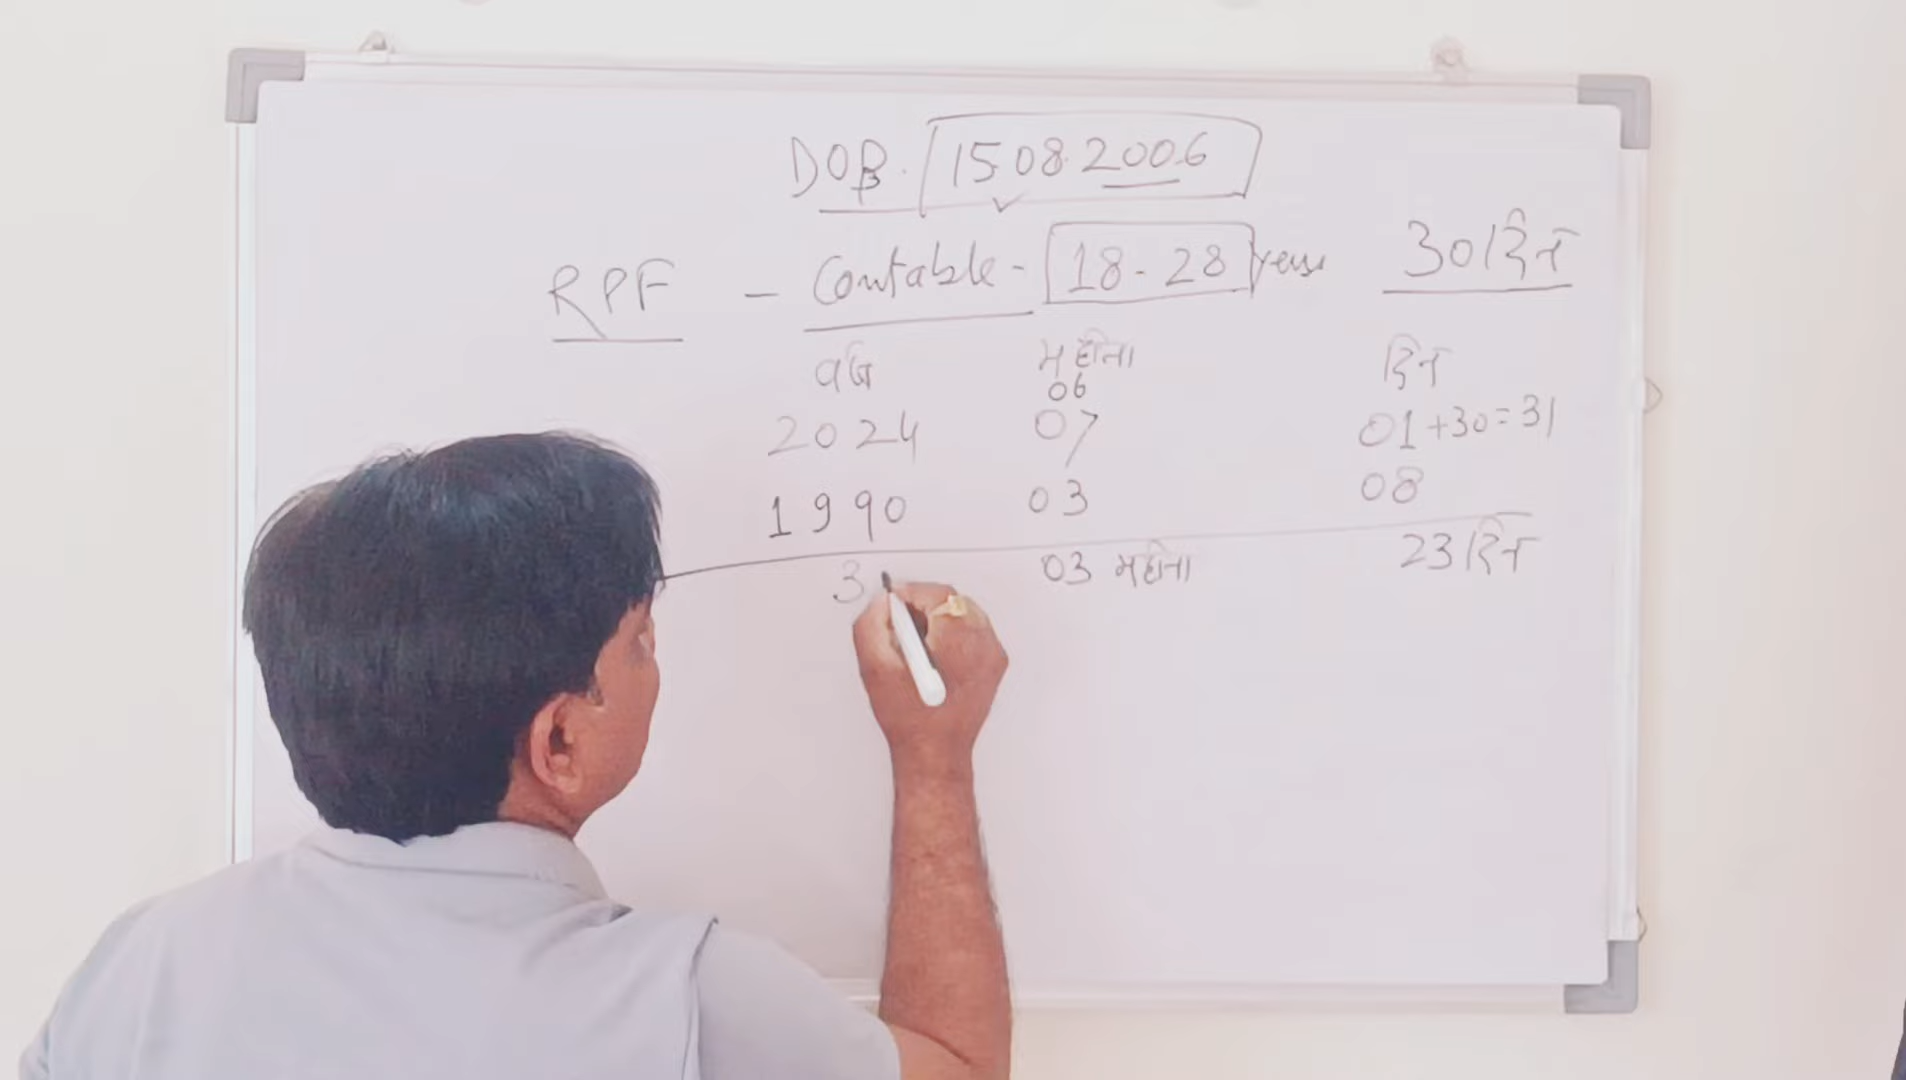 DOB. 15.08.2006
RPF - Contable - 18-28 years 30 दिन
वर्ष महीना दिन
06
2024 07 01+30=31
1990 03 08
3 03 महीना 23 दिन